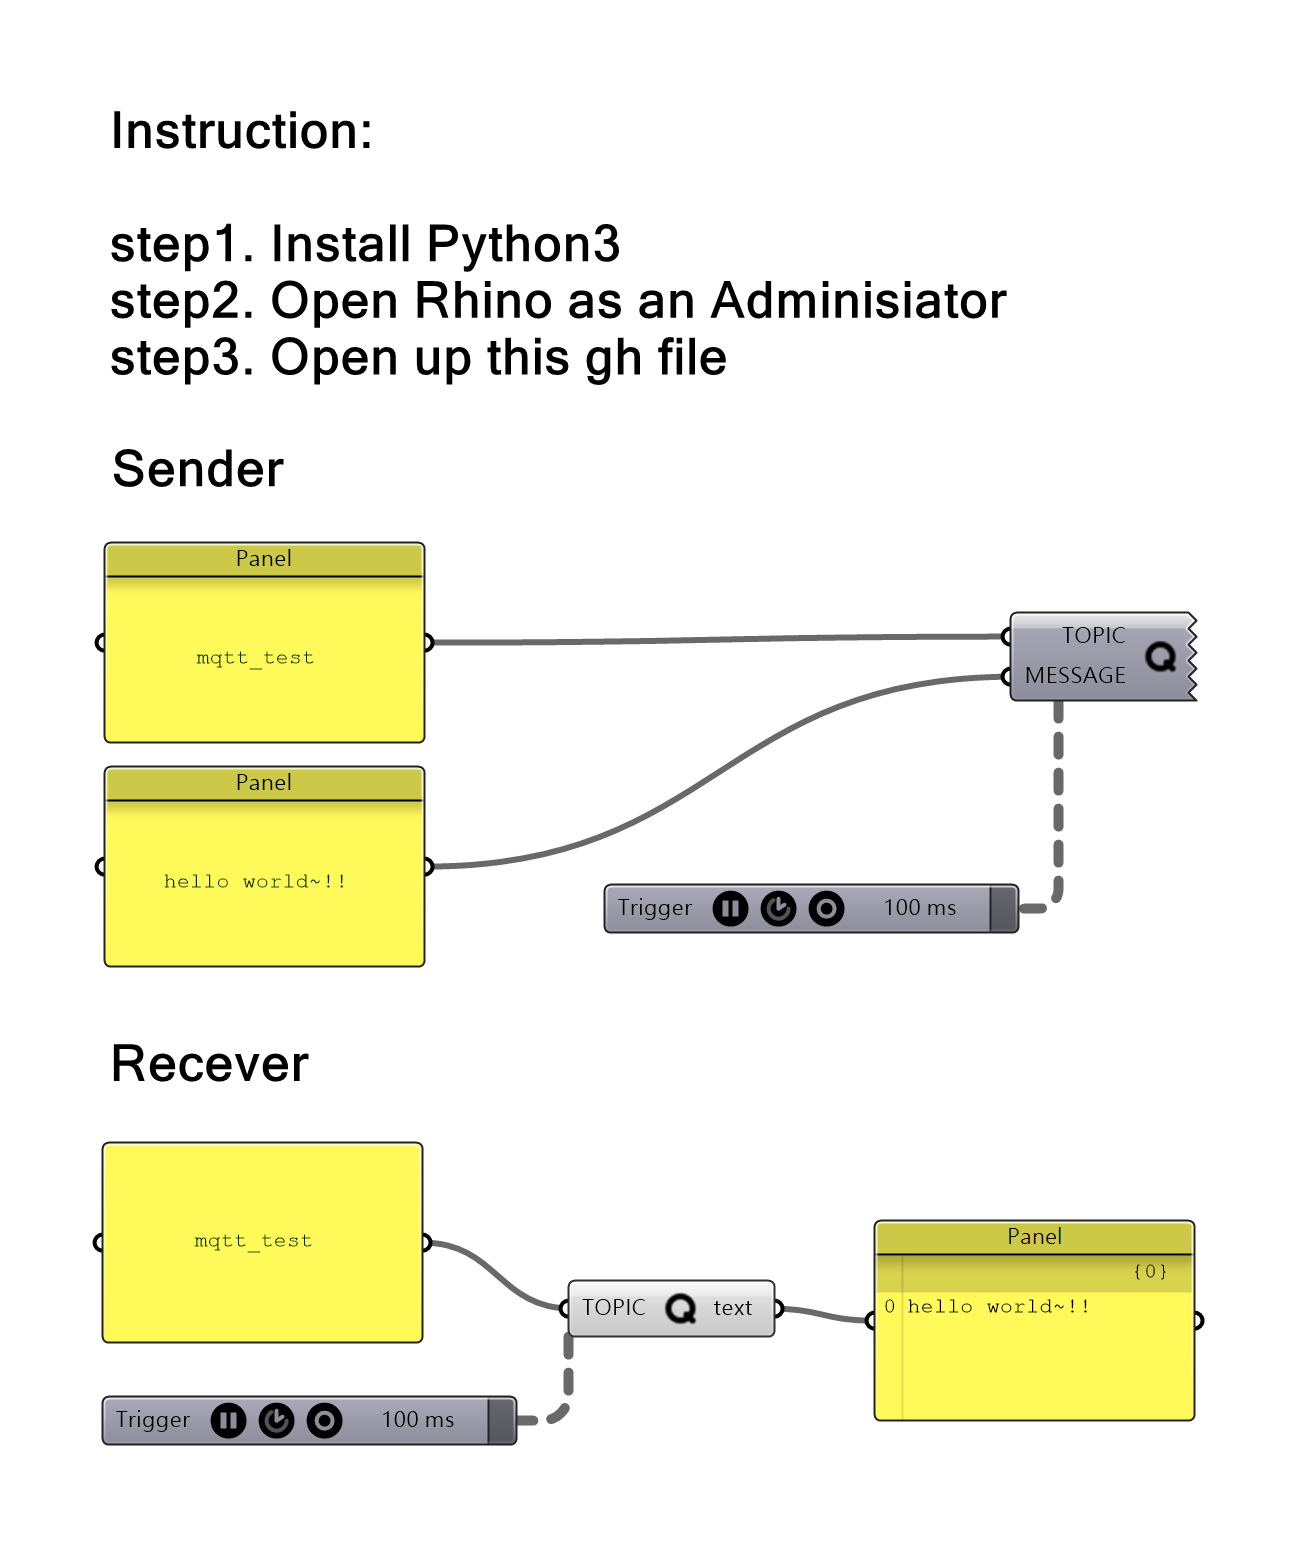 Instruction:
step1. Install Python3
step2. Open Rhino as an Adminisiator
step3. Open up this gh file
Sender
Panel
mqtt_test
TOPIC
MESSAGE
Q
Panel
hello world~!!
Trigger 100 ms
Recever
mqtt_test
TOPIC Q text
Panel
{0}
0 hello world~!!
Trigger 100 ms